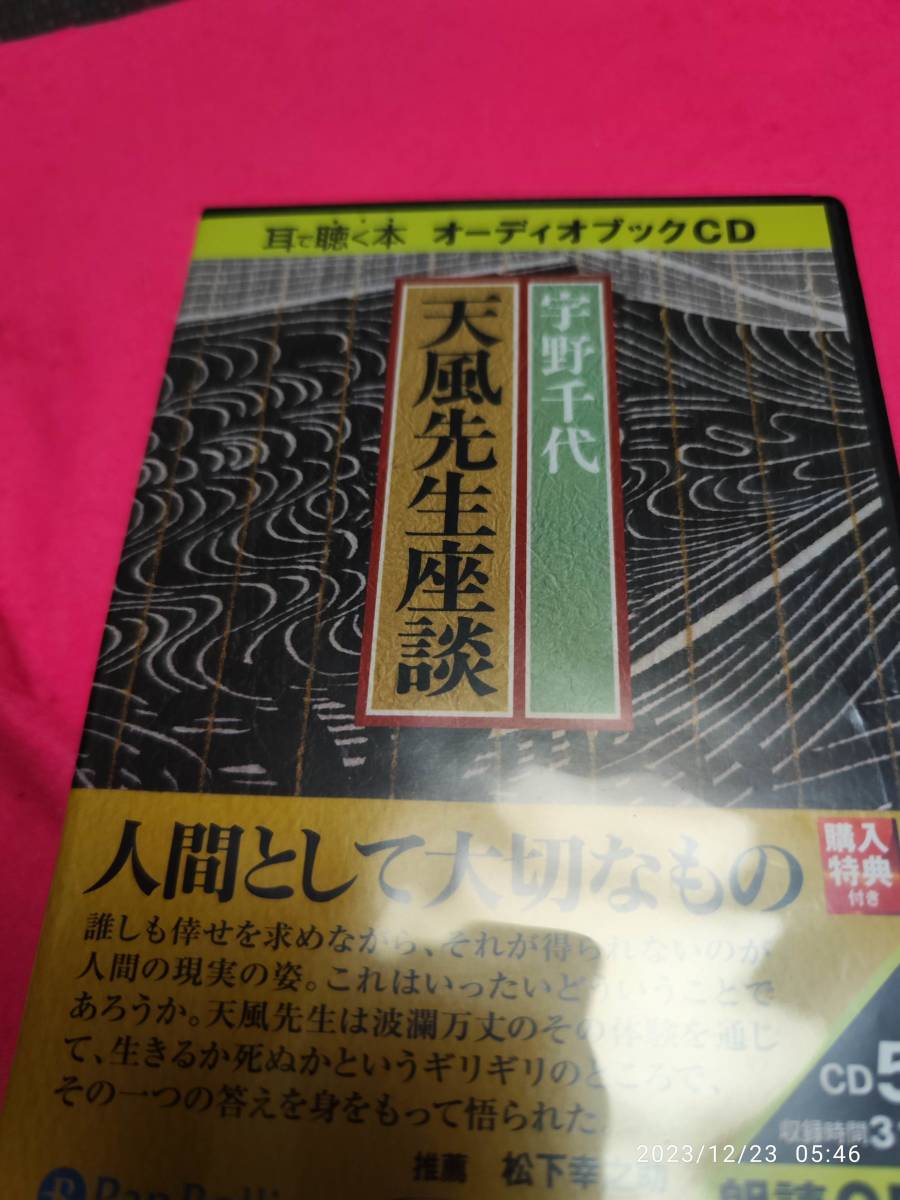 耳で聴く本 オーディオブックCD
宇野千代
天風先生座談
人間として大切なもの
購入
特典
付き
誰しも倖せを求めながら、それが得られないのが
人間の現実の姿。これはいったいどういうことで
あろうか。天風先生は波瀾万丈のその体験を通じ
て、生きるか死ぬかというギリギリのところで、
その一つの答えを身をもって悟られた。
CD5
収録時間3
推薦 松下幸之助
2023/12/23 05:46